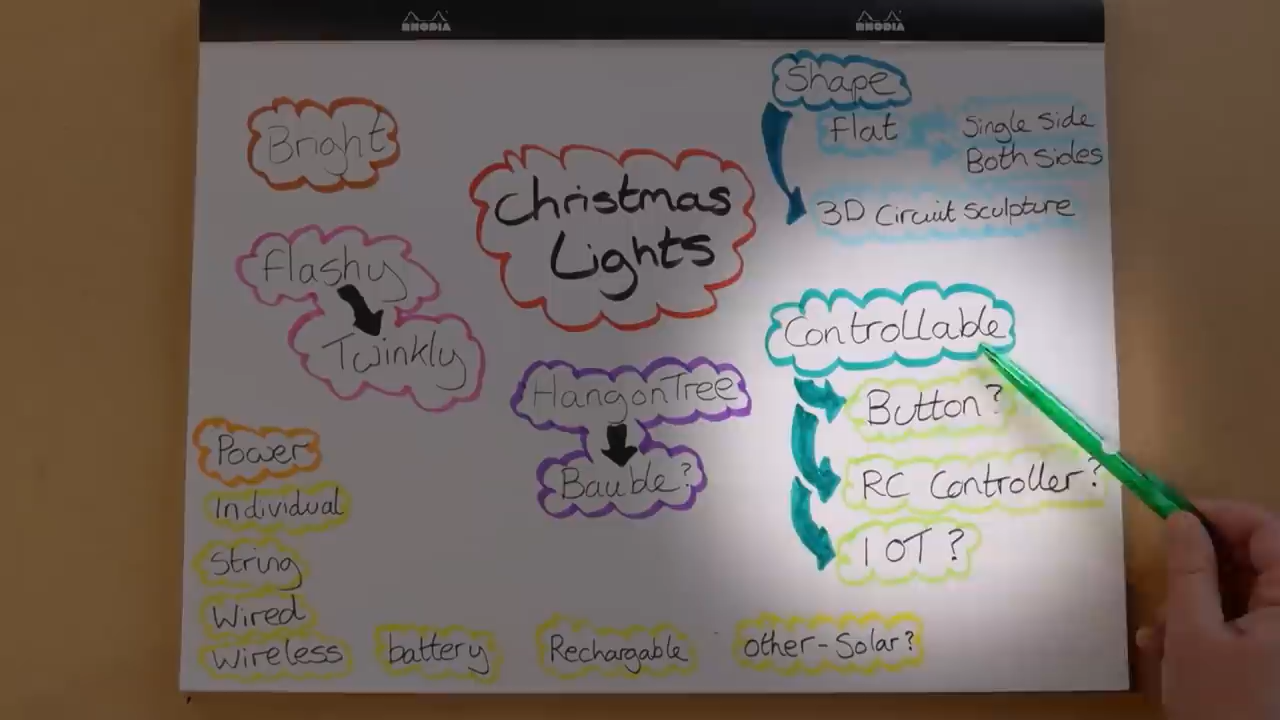 RHODIA
RHODIA
Bright
Flashy
Twinkly
Christmas
Lights
HangonTree
Bauble?
Shape
flat
Single side
Both sides
3D Circuit sculpture
Controllable
Button?
RC Controller?
IOT?
Power
Individual
String
Wired
Wireless
battery
Rechargable
other-Solar?